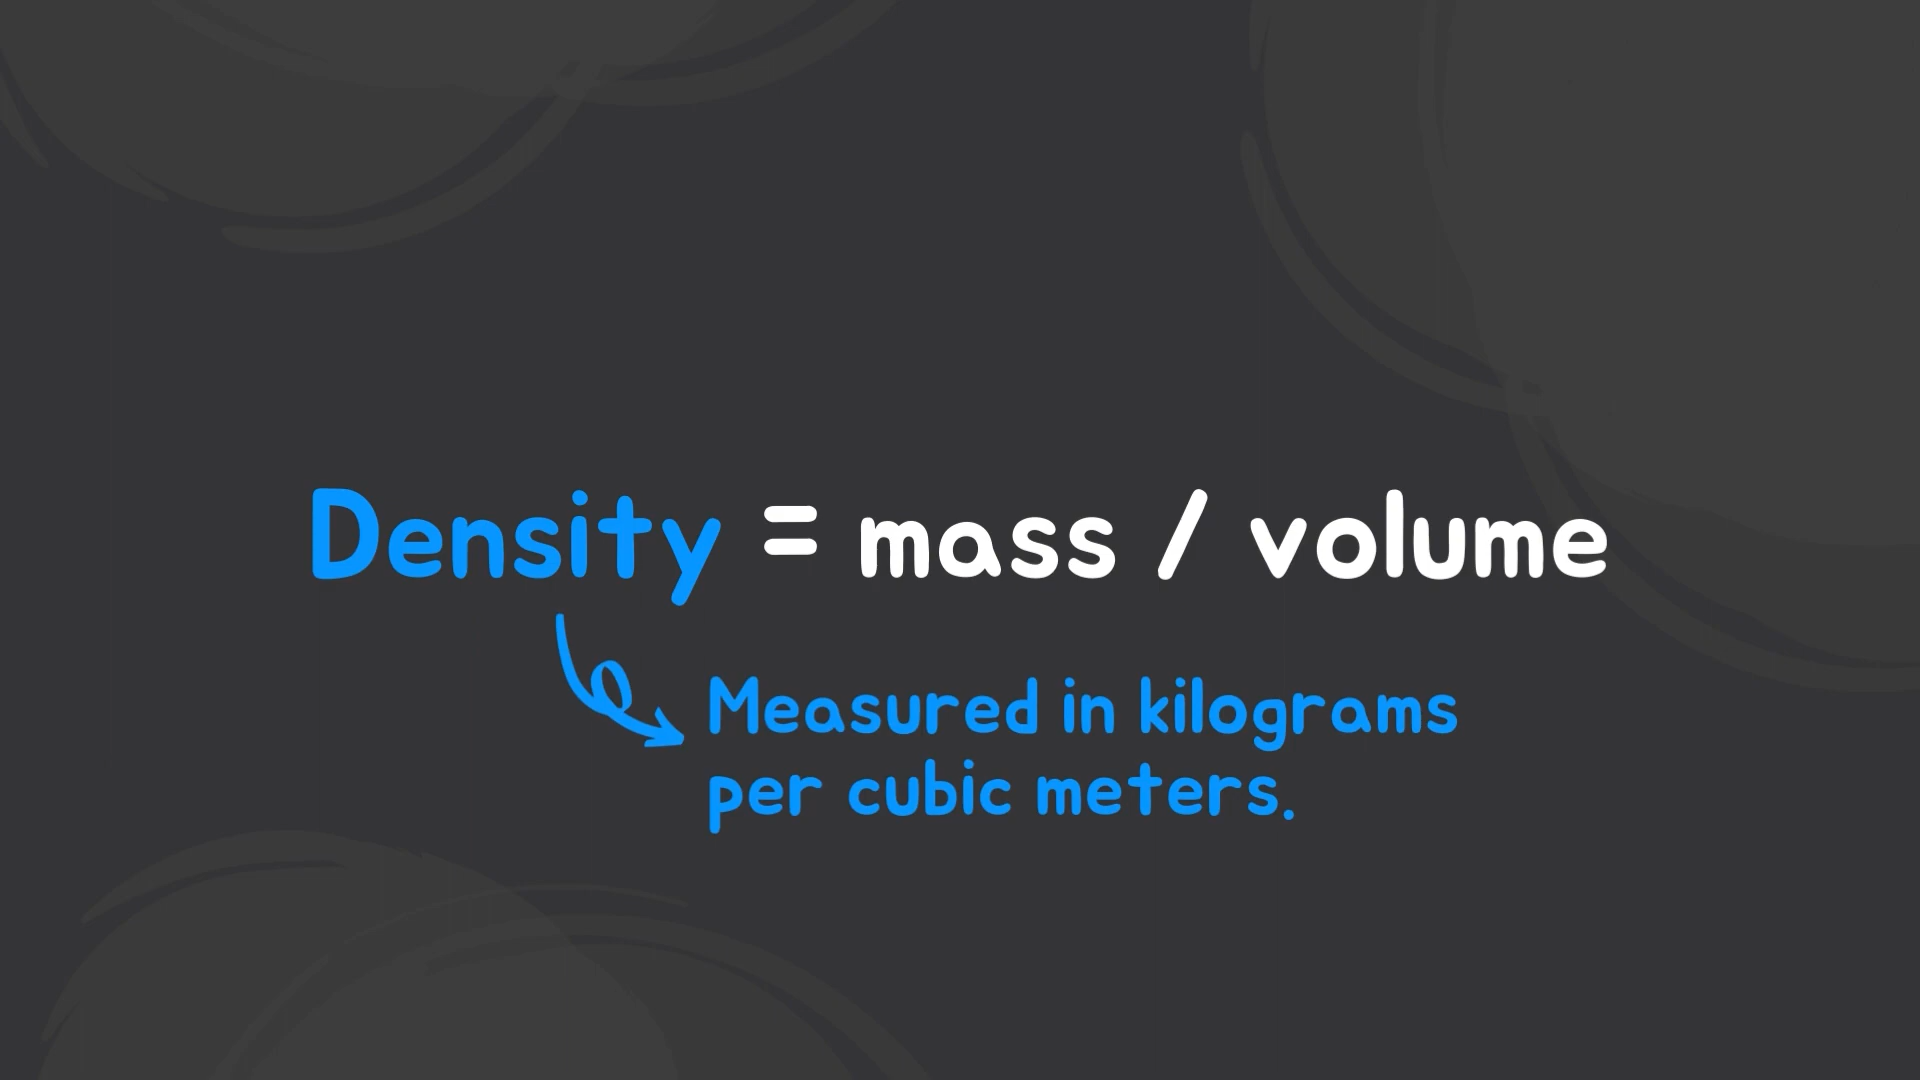 Density = mass / volume
Measured in kilograms
per cubic meters.